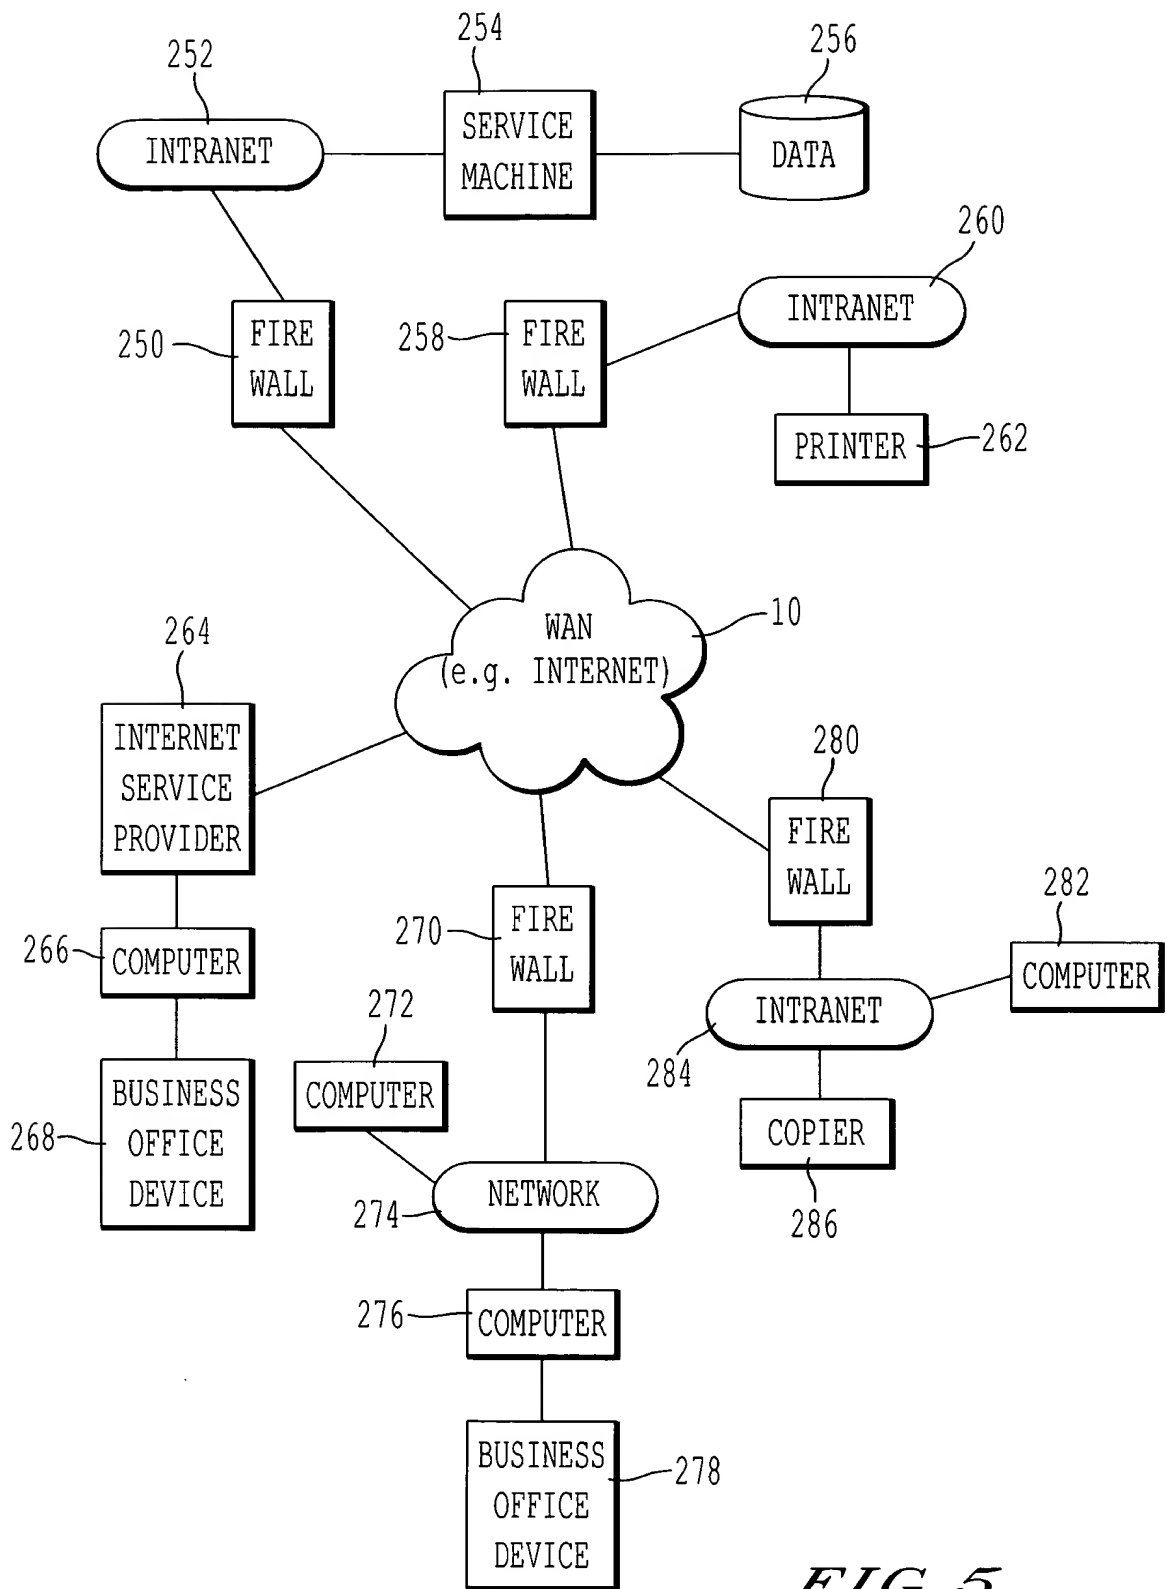 252
254
256
INTRANET
SERVICE
MACHINE
DATA
260
INTRANET
250
FIRE
WALL
258
FIRE
WALL
PRINTER
262
WAN
(e.g. INTERNET)
10
264
INTERNET
SERVICE
PROVIDER
280
FIRE
WALL
282
COMPUTER
266
COMPUTER
270
FIRE
WALL
INTRANET
284
272
COMPUTER
268
BUSINESS
OFFICE
DEVICE
COPIER
286
NETWORK
274
276
COMPUTER
BUSINESS
OFFICE
DEVICE
278
FIG. 5